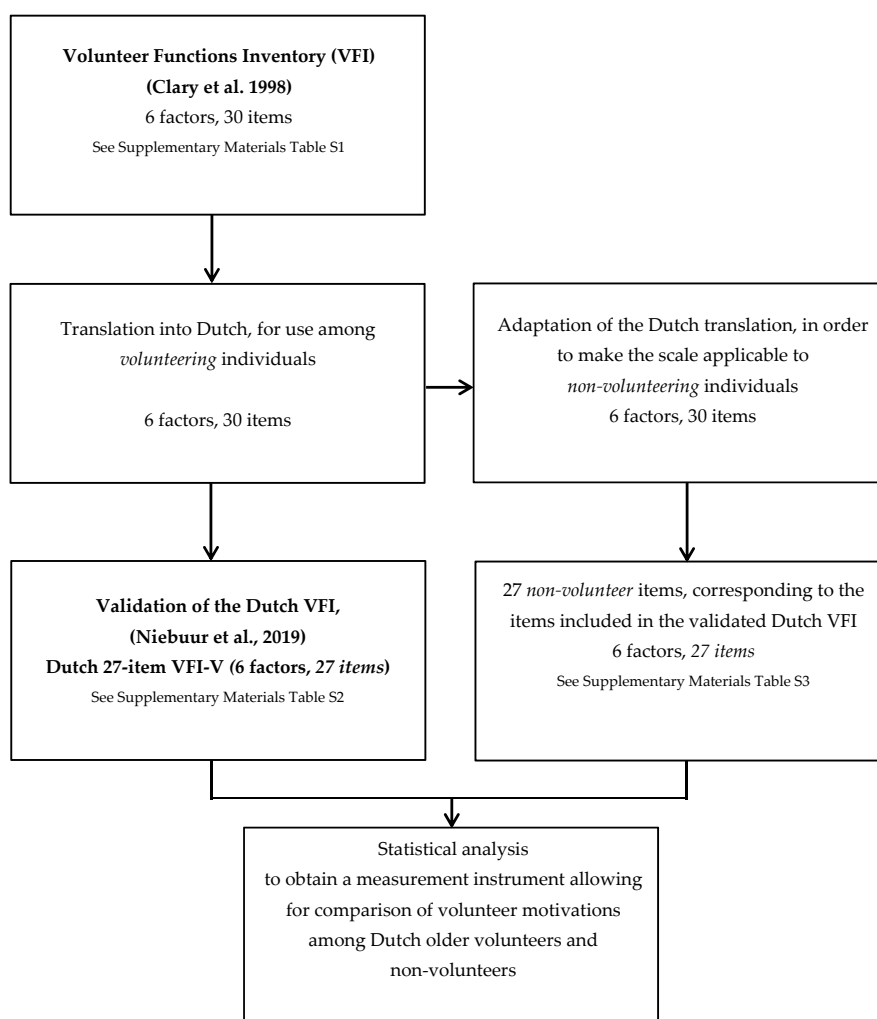 Volunteer Functions Inventory (VFI)
(Clary et al. 1998)
6 factors, 30 items
See Supplementary Materials Table S1
Translation into Dutch, for use among
volunteering individuals
6 factors, 30 items
Adaptation of the Dutch translation, in order
to make the scale applicable to
non-volunteering individuals
6 factors, 30 items
Validation of the Dutch VFI,
(Niebuur et al., 2019)
Dutch 27-item VFI-V (6 factors, 27 items)
See Supplementary Materials Table S2
27 non-volunteer items, corresponding to the
items included in the validated Dutch VFI
6 factors, 27 items
See Supplementary Materials Table S3
Statistical analysis
to obtain a measurement instrument allowing
for comparison of volunteer motivations
among Dutch older volunteers and
non-volunteers